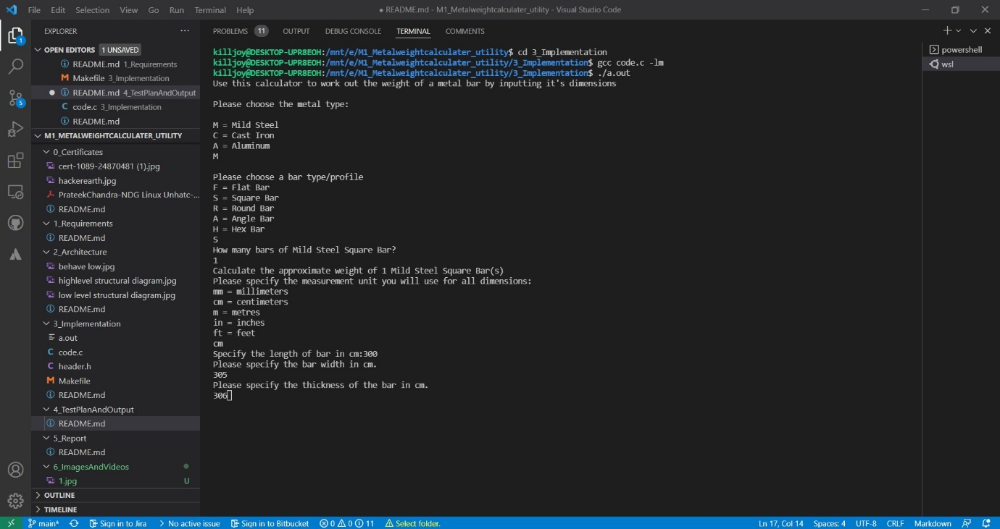 File Edit Selection View Go Run Terminal Help
● README.md - M1_Metalweightcalculater_utility - Visual Studio Code
EXPLORER
OPEN EDITORS 1 UNSAVED
README.md 1_Requirements
Makefile 3_Implementation
README.md 4_TestPlanAndOutput
code.c 3_Implementation
README.md
M1_METALWEIGHTCALCULATER_UTILITY
0_Certificates
cert-1089-24870481 (1).jpg
hackerearth.jpg
PrateekChandra-NDG Linux Unhatc-...
README.md
1_Requirements
README.md
2_Architecture
behave low.jpg
highlevel structural diagram.jpg
low level structural diagram.jpg
README.md
3_Implementation
a.out
code.c
header.h
Makefile
README.md
4_TestPlanAndOutput
README.md
5_Report
README.md
6_ImagesAndVideos
1.jpg U
OUTLINE
TIMELINE
1
5
PROBLEMS 11 OUTPUT DEBUG CONSOLE TERMINAL COMMENTS
killjoy@DESKTOP-UPR8EOH:/mnt/e/M1_Metalweightcalculater_utility$ cd 3_Implementation
killjoy@DESKTOP-UPR8EOH:/mnt/e/M1_Metalweightcalculater_utility/3_Implementation$ gcc code.c -lm
killjoy@DESKTOP-UPR8EOH:/mnt/e/M1_Metalweightcalculater_utility/3_Implementation$ ./a.out
Use this calculator to work out the weight of a metal bar by inputting it's dimensions
Please choose the metal type:
M = Mild Steel
C = Cast Iron
A = Aluminum
M
Please choose a bar type/profile
F = Flat Bar
S = Square Bar
R = Round Bar
A = Angle Bar
H = Hex Bar
S
How many bars of Mild Steel Square Bar?
1
Calculate the approximate weight of 1 Mild Steel Square Bar(s)
Please specify the measurement unit you will use for all dimensions:
mm = millimeters
cm = centimeters
m = metres
in = inches
ft = feet
cm
Specify the length of bar in cm:300
Please specify the bar width in cm.
305
Please specify the thickness of the bar in cm.
306
powershell
wsl
main* Sign in to Jira No active issue Sign in to Bitbucket 0 0 11 Select folder. Ln 17, Col 14 Spaces: 4 UTF-8 CRLF Markdown